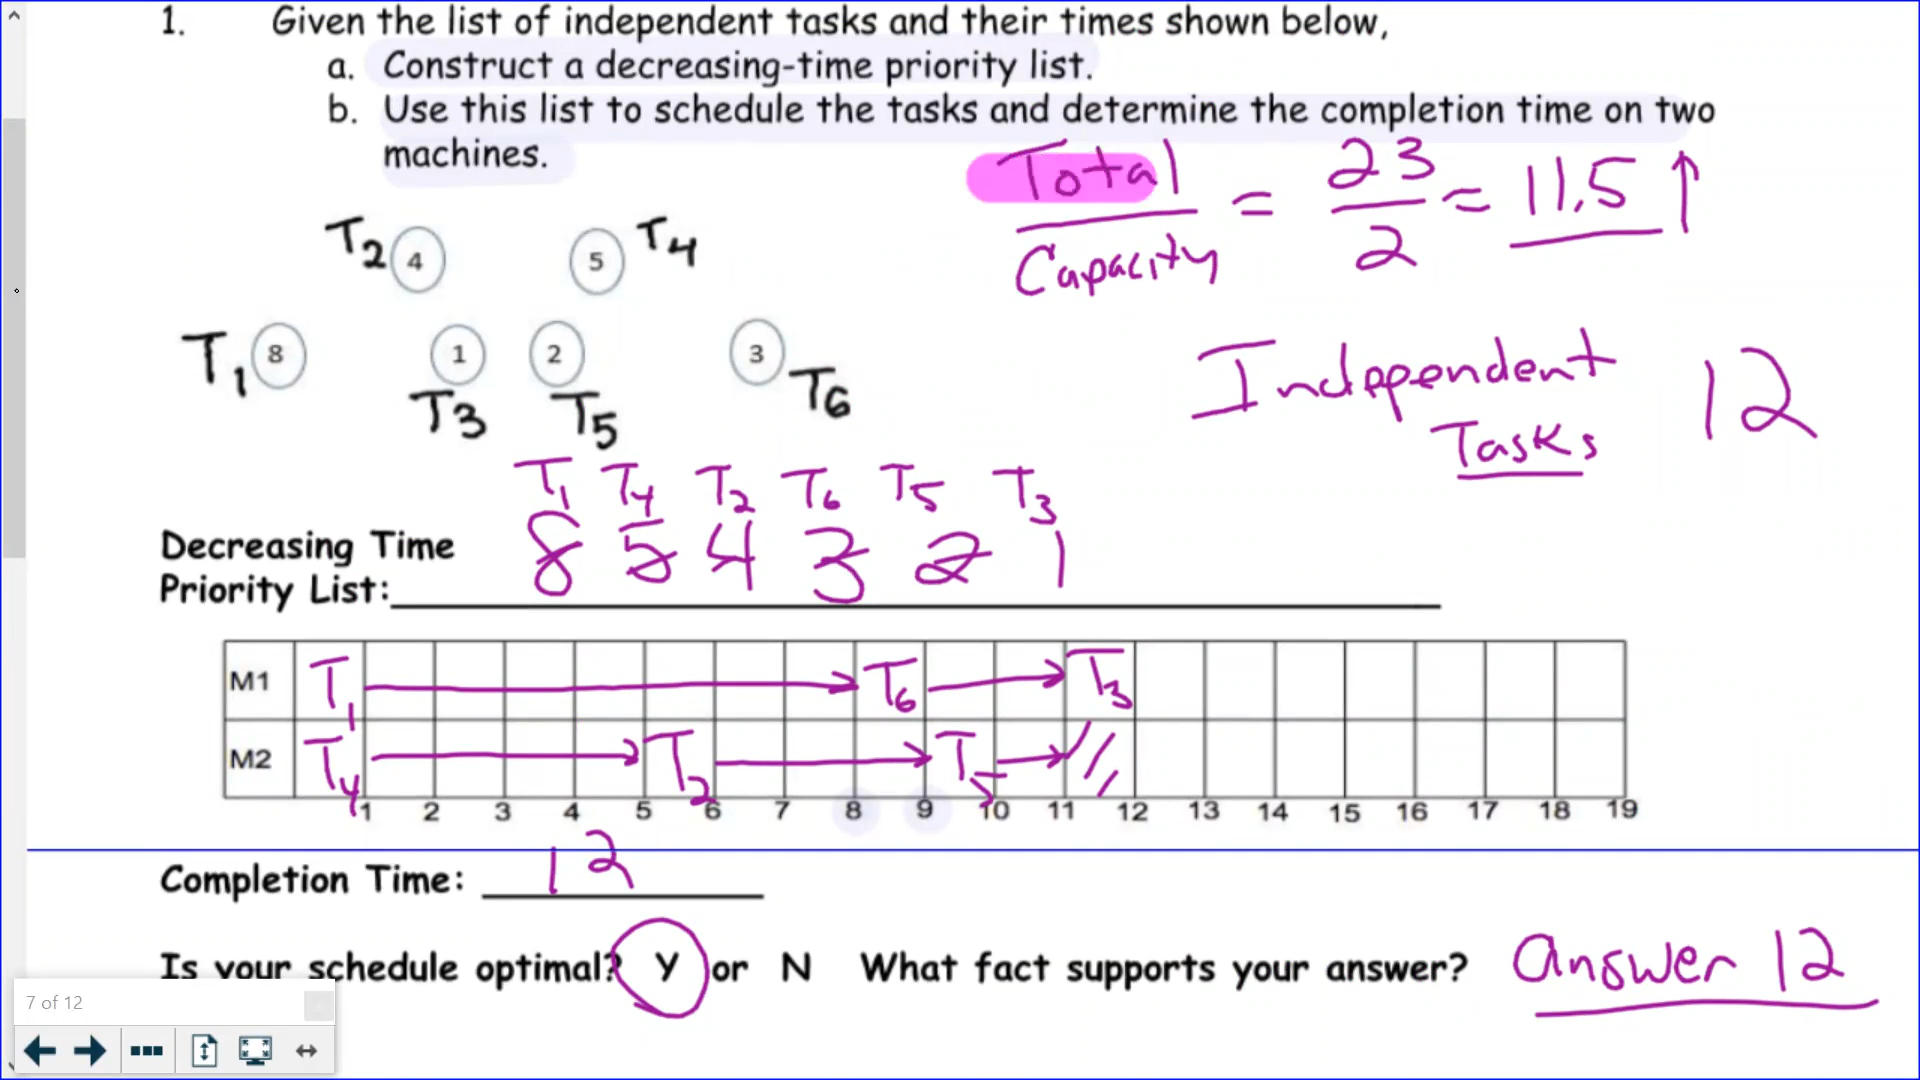 1. Given the list of independent tasks and their times shown below,
a. Construct a decreasing-time priority list.
b. Use this list to schedule the tasks and determine the completion time on two
machines.
Total
Capacity
= 23
2
= 11.5 ↑
T2 4 5 T4
T1 8 1 2 3
T3 T5 T6
Independent
Tasks
12
T1 T4 T2 T6 T5 T3
8 5 4 3 2 1
Decreasing Time
Priority List:
M1 T1 T6 T3
M2 T4 T2 T5
1 2 3 4 5 6 7 8 9 10 11 12 13 14 15 16 17 18 19
Completion Time: 12
Is your schedule optimal? Y or N What fact supports your answer? Answer 12
7 of 12